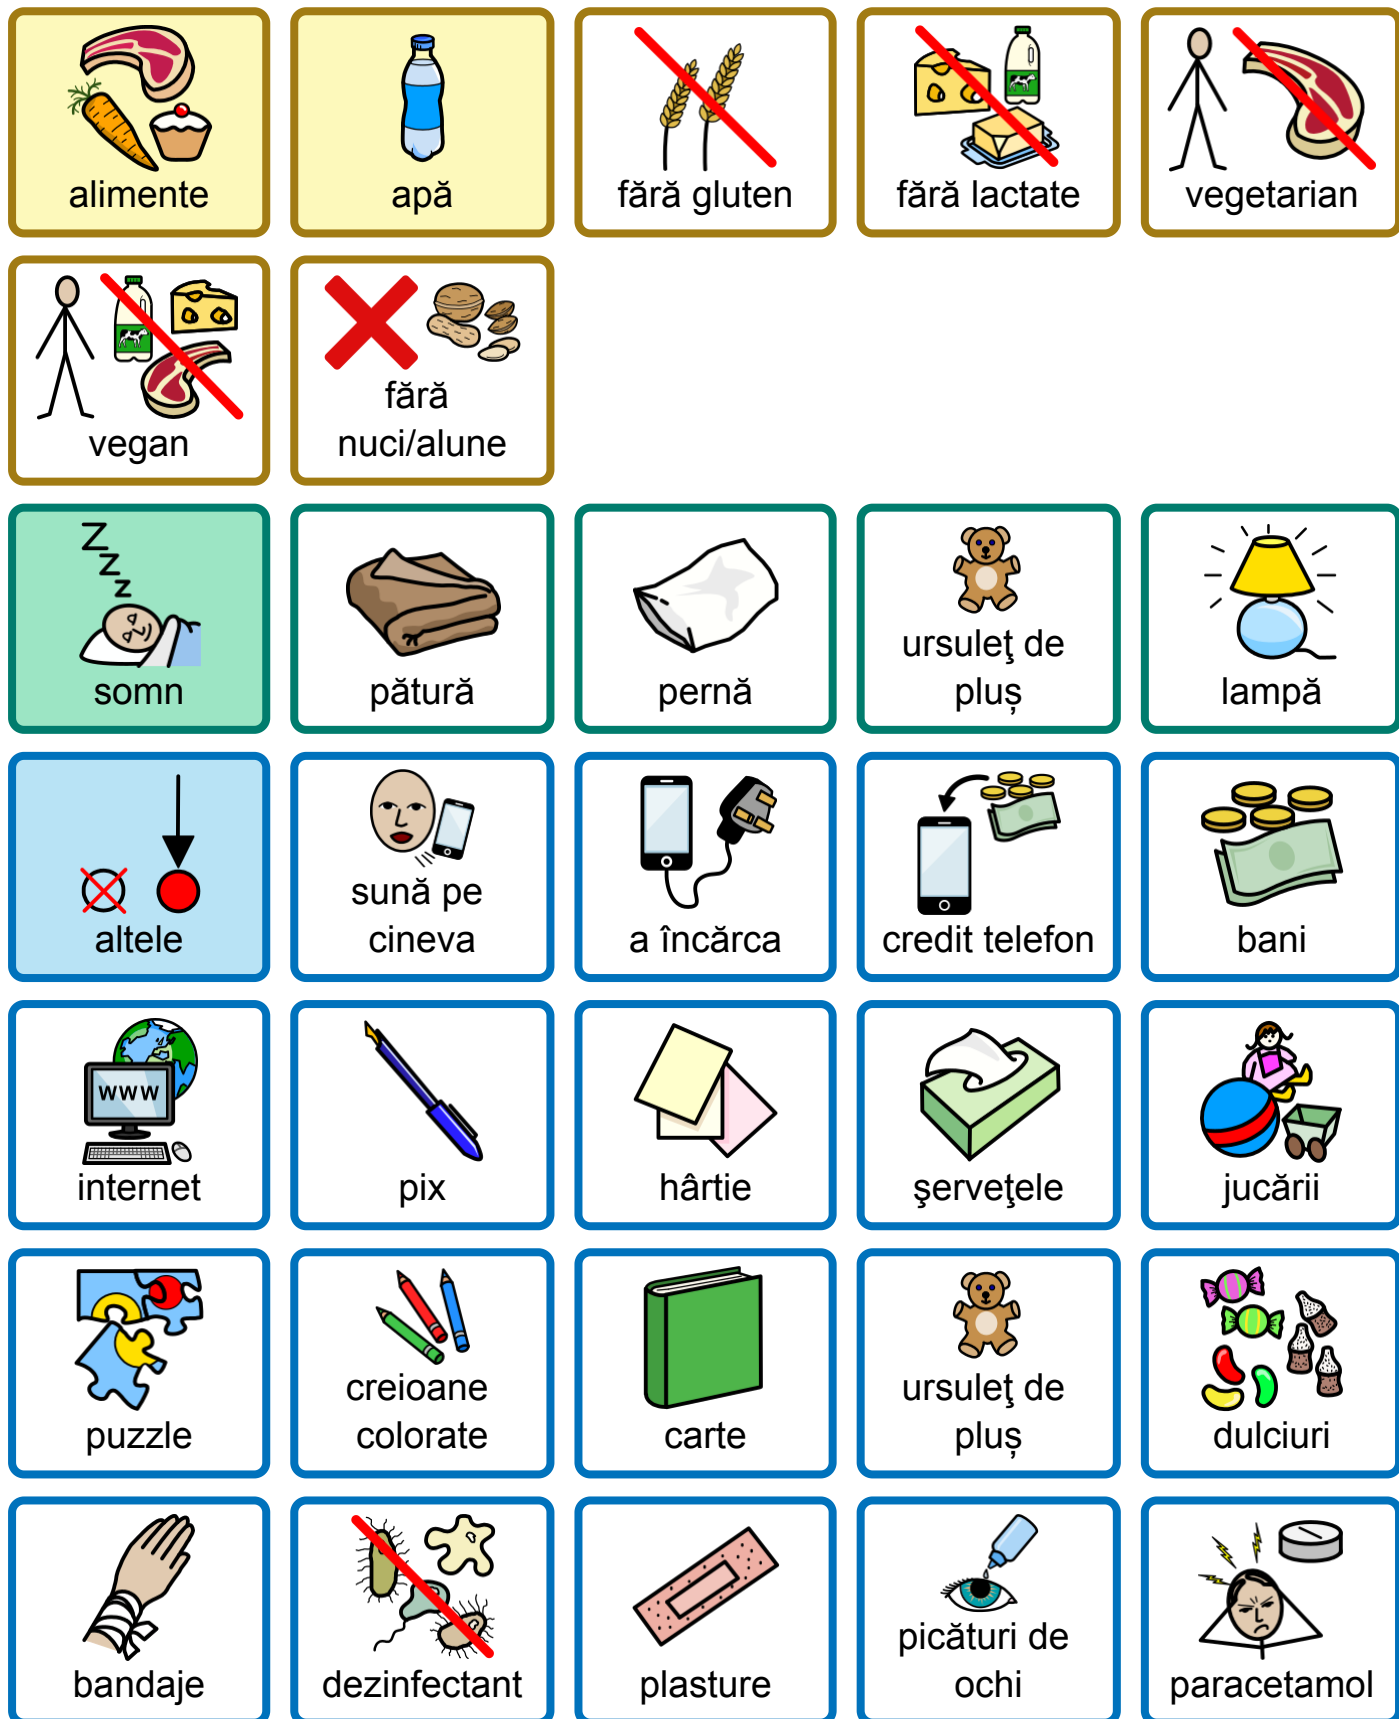 alimente
apă
fără gluten
fără lactate
vegetarian
vegan
fără
nuci/alune
Z
Z
Z
somn
pătură
pernă
ursuleţ de
pluș
lampă
altele
sună pe
cineva
a încărca
credit telefon
bani
www
internet
pix
hârtie
şerveţele
jucării
puzzle
creioane
colorate
carte
ursuleţ de
pluș
dulciuri
bandaje
dezinfectant
plasture
picături de
ochi
paracetamol